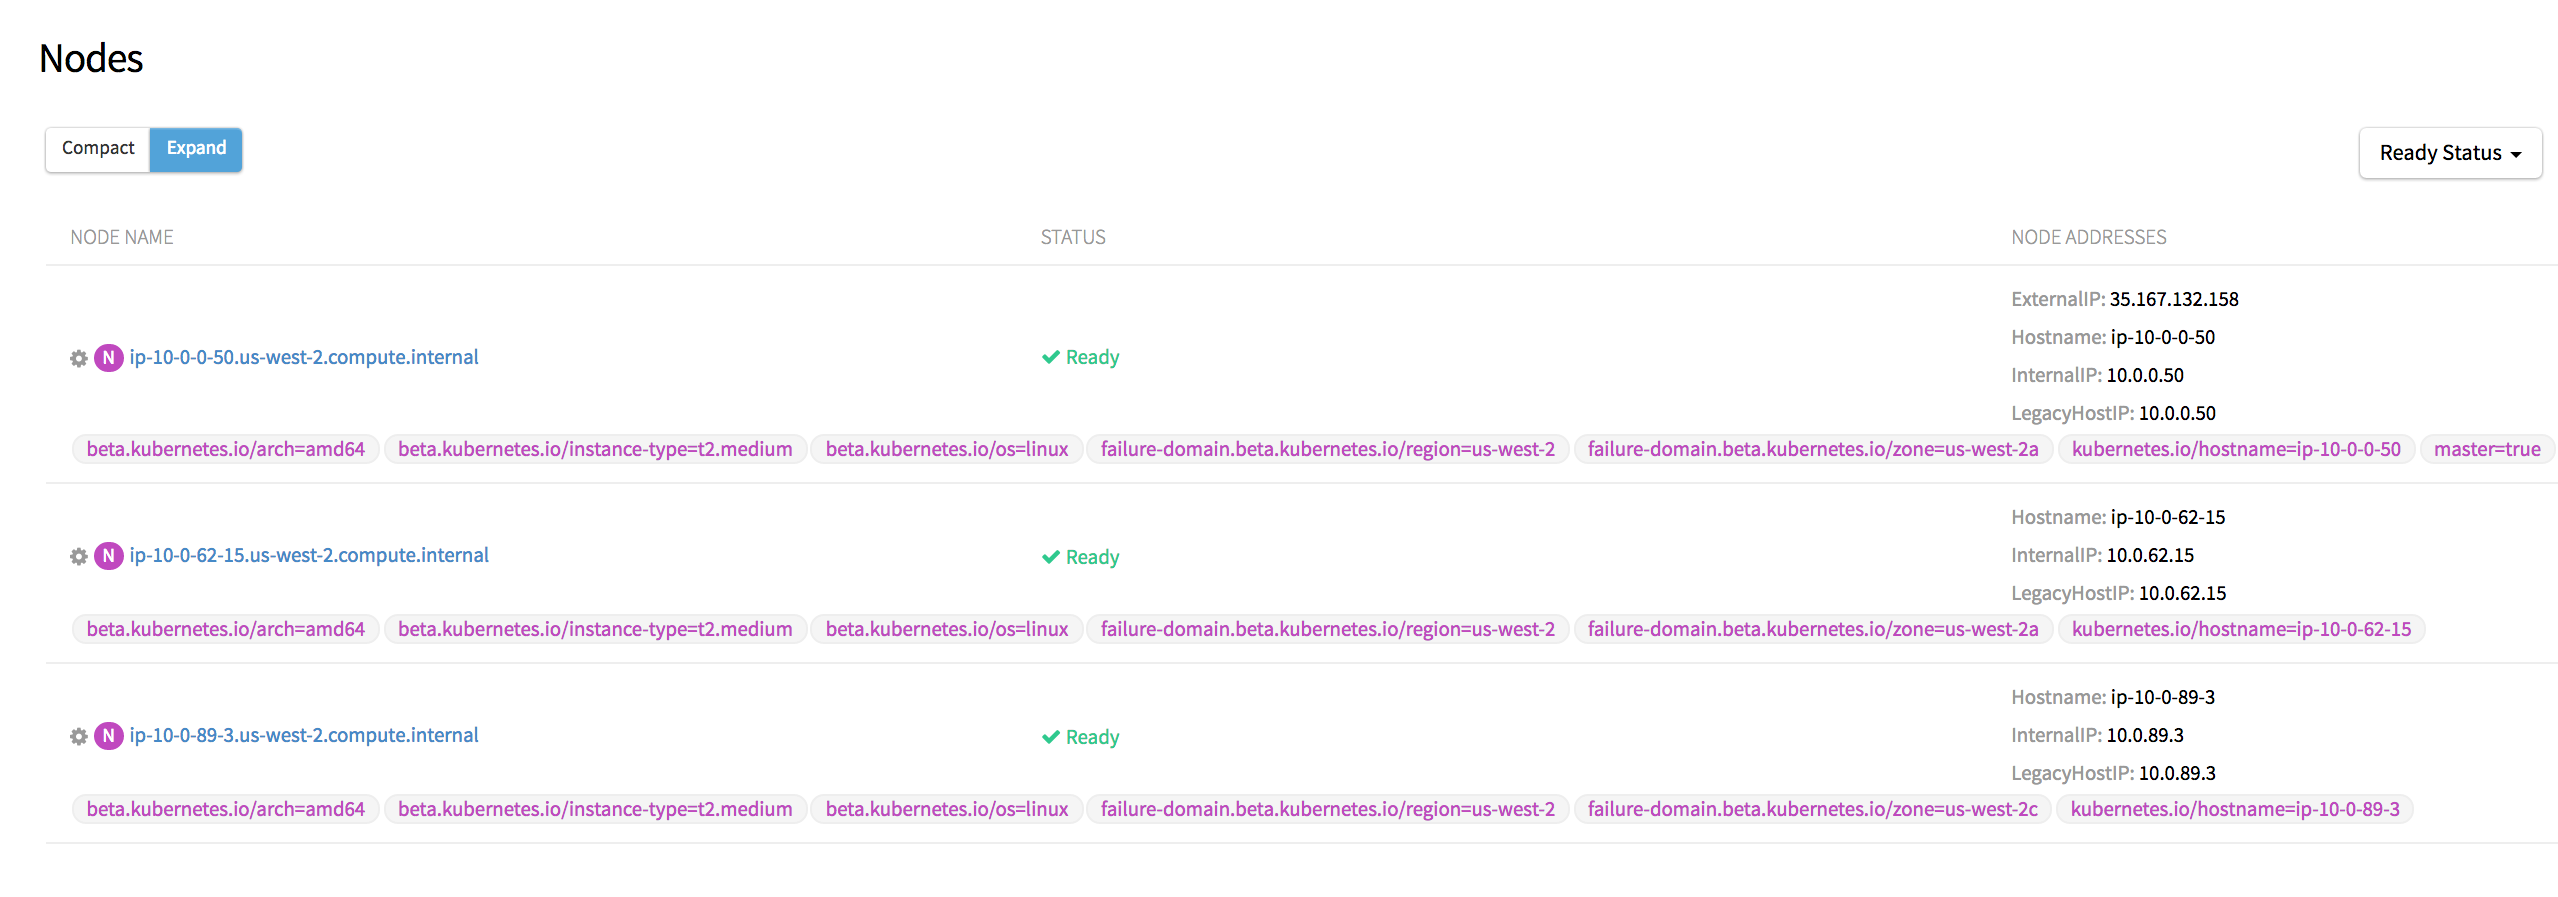 Nodes
Compact Expand Ready Status
NODE NAME STATUS NODE ADDRESSES
ExternalIP: 35.167.132.158
Hostname: ip-10-0-0-50
N ip-10-0-0-50.us-west-2.compute.internal Ready
InternalIP: 10.0.0.50
LegacyHostIP: 10.0.0.50
beta.kubernetes.io/arch=amd64 beta.kubernetes.io/instance-type=t2.medium beta.kubernetes.io/os=linux failure-domain.beta.kubernetes.io/region=us-west-2 failure-domain.beta.kubernetes.io/zone=us-west-2a kubernetes.io/hostname=ip-10-0-0-50 master=true
Hostname: ip-10-0-62-15
N ip-10-0-62-15.us-west-2.compute.internal Ready InternalIP: 10.0.62.15
LegacyHostIP: 10.0.62.15
beta.kubernetes.io/arch=amd64 beta.kubernetes.io/instance-type=t2.medium beta.kubernetes.io/os=linux failure-domain.beta.kubernetes.io/region=us-west-2 failure-domain.beta.kubernetes.io/zone=us-west-2a kubernetes.io/hostname=ip-10-0-62-15
Hostname: ip-10-0-89-3
N ip-10-0-89-3.us-west-2.compute.internal Ready InternalIP: 10.0.89.3
LegacyHostIP: 10.0.89.3
beta.kubernetes.io/arch=amd64 beta.kubernetes.io/instance-type=t2.medium beta.kubernetes.io/os=linux failure-domain.beta.kubernetes.io/region=us-west-2 failure-domain.beta.kubernetes.io/zone=us-west-2c kubernetes.io/hostname=ip-10-0-89-3